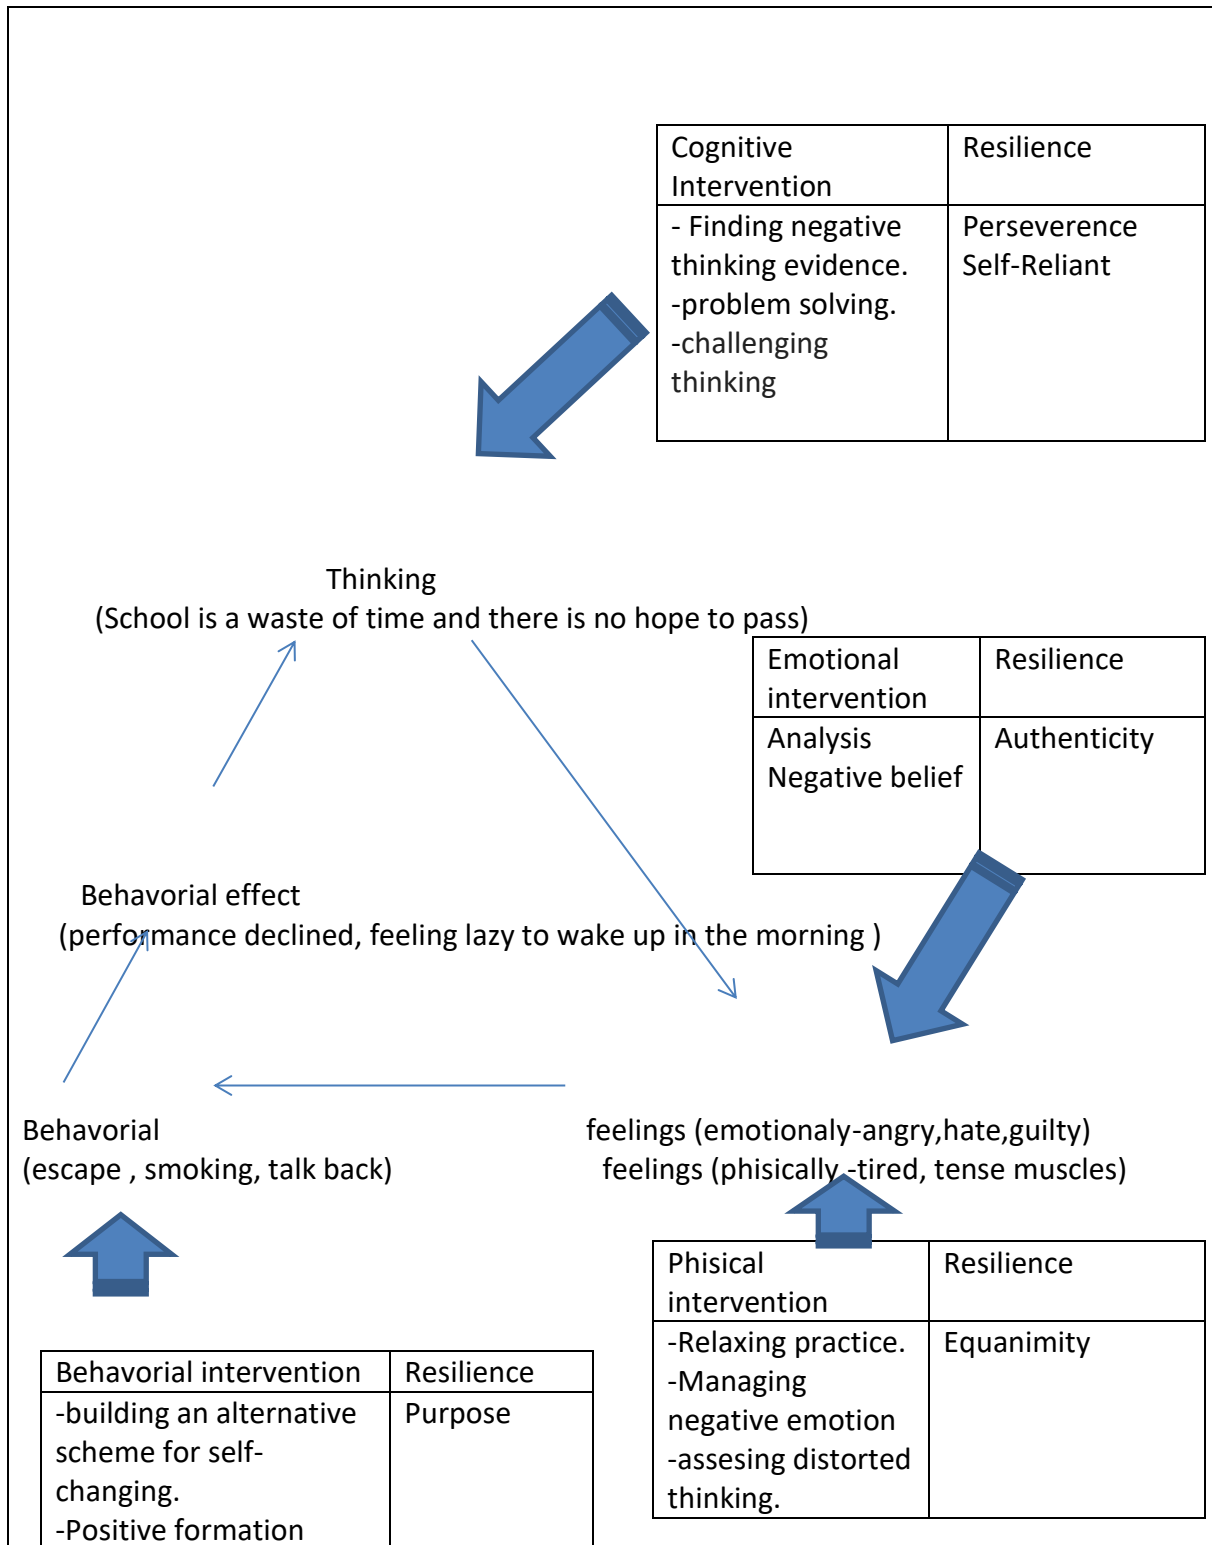 Cognitive
Intervention
Resilience
- Finding negative
thinking evidence.
-problem solving.
-challenging
thinking
Perseverence
Self-Reliant
Thinking
(School is a waste of time and there is no hope to pass)
Emotional
intervention
Resilience
Analysis
Negative belief
Authenticity
Behavorial effect
(performance declined, feeling lazy to wake up in the morning )
Behavorial
(escape , smoking, talk back)
feelings (emotionaly-angry,hate,guilty)
feelings (phisically -tired, tense muscles)
Phisical
intervention
Resilience
-Relaxing practice.
-Managing
negative emotion
-assesing distorted
thinking.
Equanimity
Behavorial intervention
Resilience
-building an alternative
scheme for self-
changing.
-Positive formation
Purpose